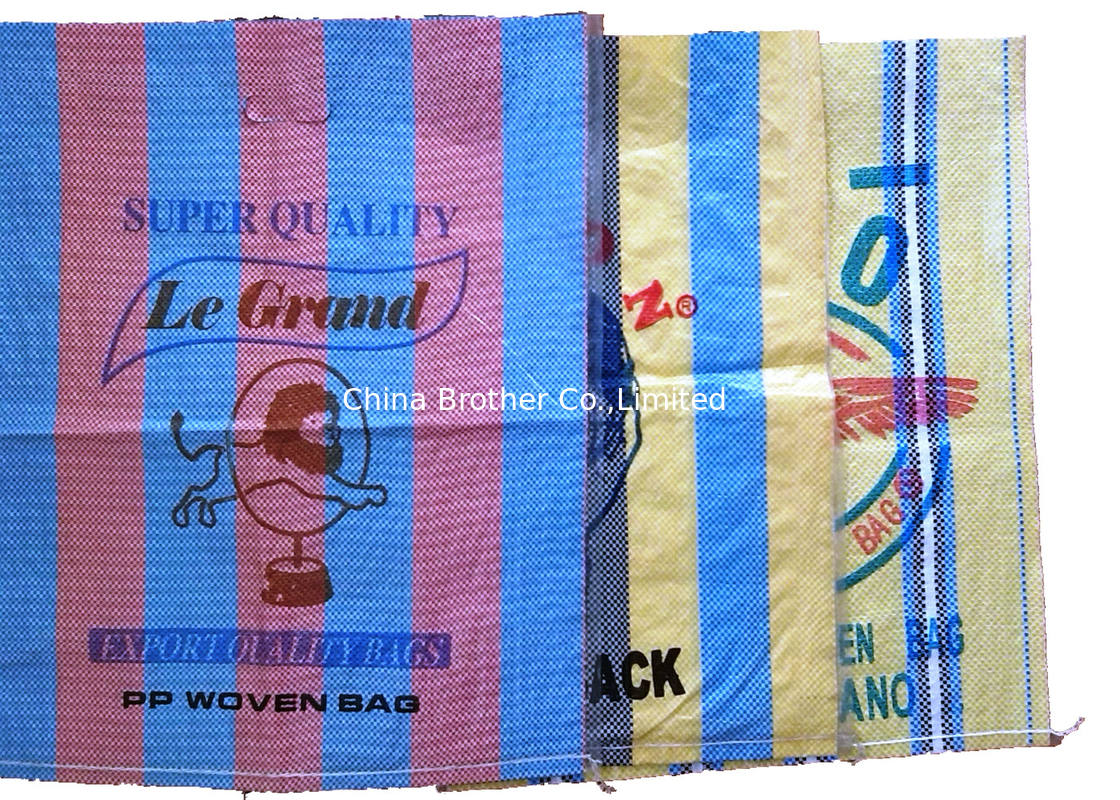 SUPER QUALITY
Le Grand
EXPORT QUALITY BAGS
PP WOVEN BAG
China Brother Co.,Limited
Z®
ACK
lol
BAG
EN BAG
ANO